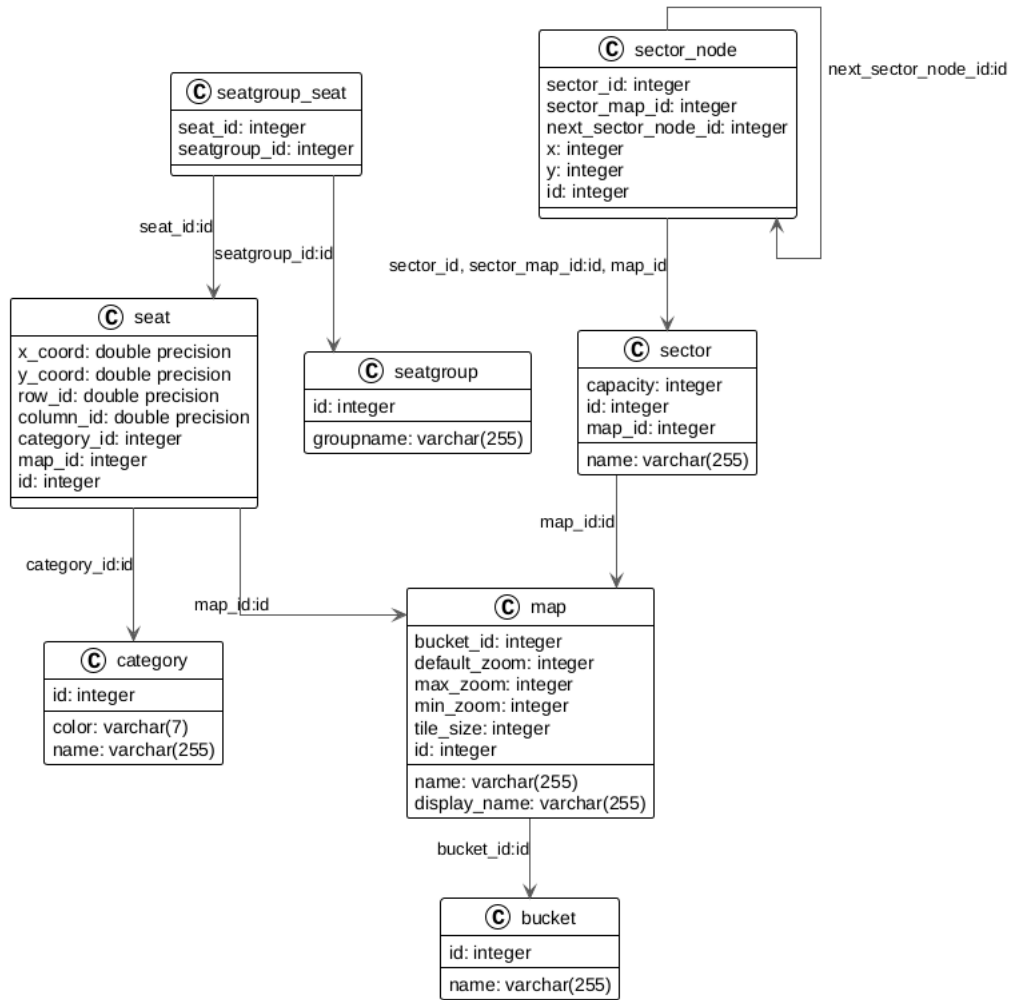 sector_node
sector_id: integer
sector_map_id: integer
next_sector_node_id: integer
x: integer
y: integer
id: integer
next_sector_node_id:id
seatgroup_seat
seat_id: integer
seatgroup_id: integer
seat_id:id
seatgroup_id:id
sector_id, sector_map_id:id, map_id
seat
x_coord: double precision
y_coord: double precision
row_id: double precision
column_id: double precision
category_id: integer
map_id: integer
id: integer
seatgroup
id: integer
groupname: varchar(255)
sector
capacity: integer
id: integer
map_id: integer
name: varchar(255)
category_id:id
map_id:id
map_id:id
category
id: integer
color: varchar(7)
name: varchar(255)
map
bucket_id: integer
default_zoom: integer
max_zoom: integer
min_zoom: integer
tile_size: integer
id: integer
name: varchar(255)
display_name: varchar(255)
bucket_id:id
bucket
id: integer
name: varchar(255)